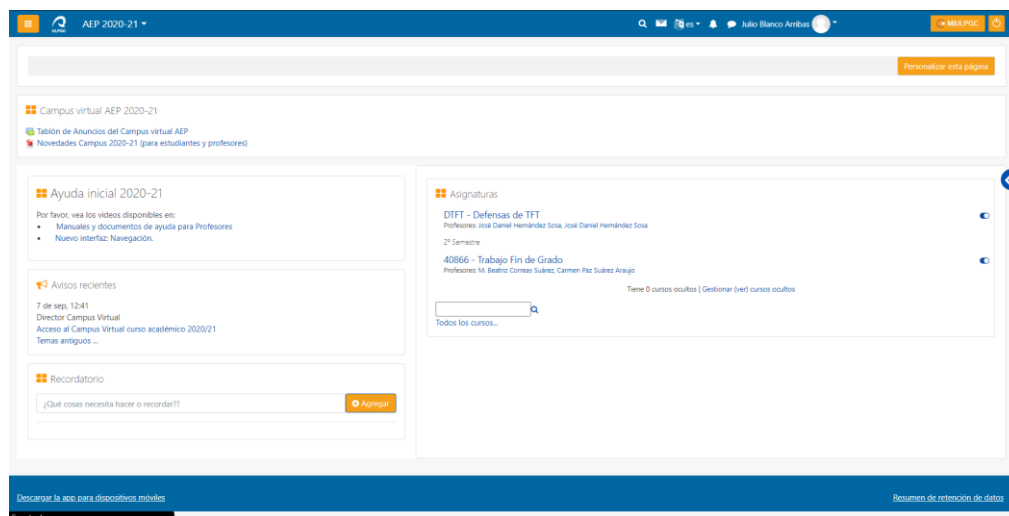 ULPGC
AEP 2020-21
es
Julio Blanco Arribas
MiULPGC
Personalizar esta página
Campus virtual AEP 2020-21
Tablón de Anuncios del Campus virtual AEP
Novedades Campus 2020-21 (para estudiantes y profesores)
Ayuda inicial 2020-21
Por favor, vea los videos disponibles en:
Manuales y documentos de ayuda para Profesores
Nuevo interfaz: Navegación.
Avisos recientes
7 de sep, 12:41
Director Campus Virtual
Acceso al Campus Virtual curso académico 2020/21
Temas antiguos ...
Recordatorio
¿Qué cosas necesita hacer o recordar??
Agregar
Asignaturas
DTFT - Defensas de TFT
Profesores: José Daniel Hernández Sosa, José Daniel Hernández Sosa
2º Semestre
40866 - Trabajo Fin de Grado
Profesores: M. Beatriz Correas Suárez, Carmen Paz Suárez Araujo
Tiene 0 cursos ocultos | Gestionar (ver) cursos ocultos
Todos los cursos...
Descargar la app para dispositivos móviles
Resumen de retención de datos